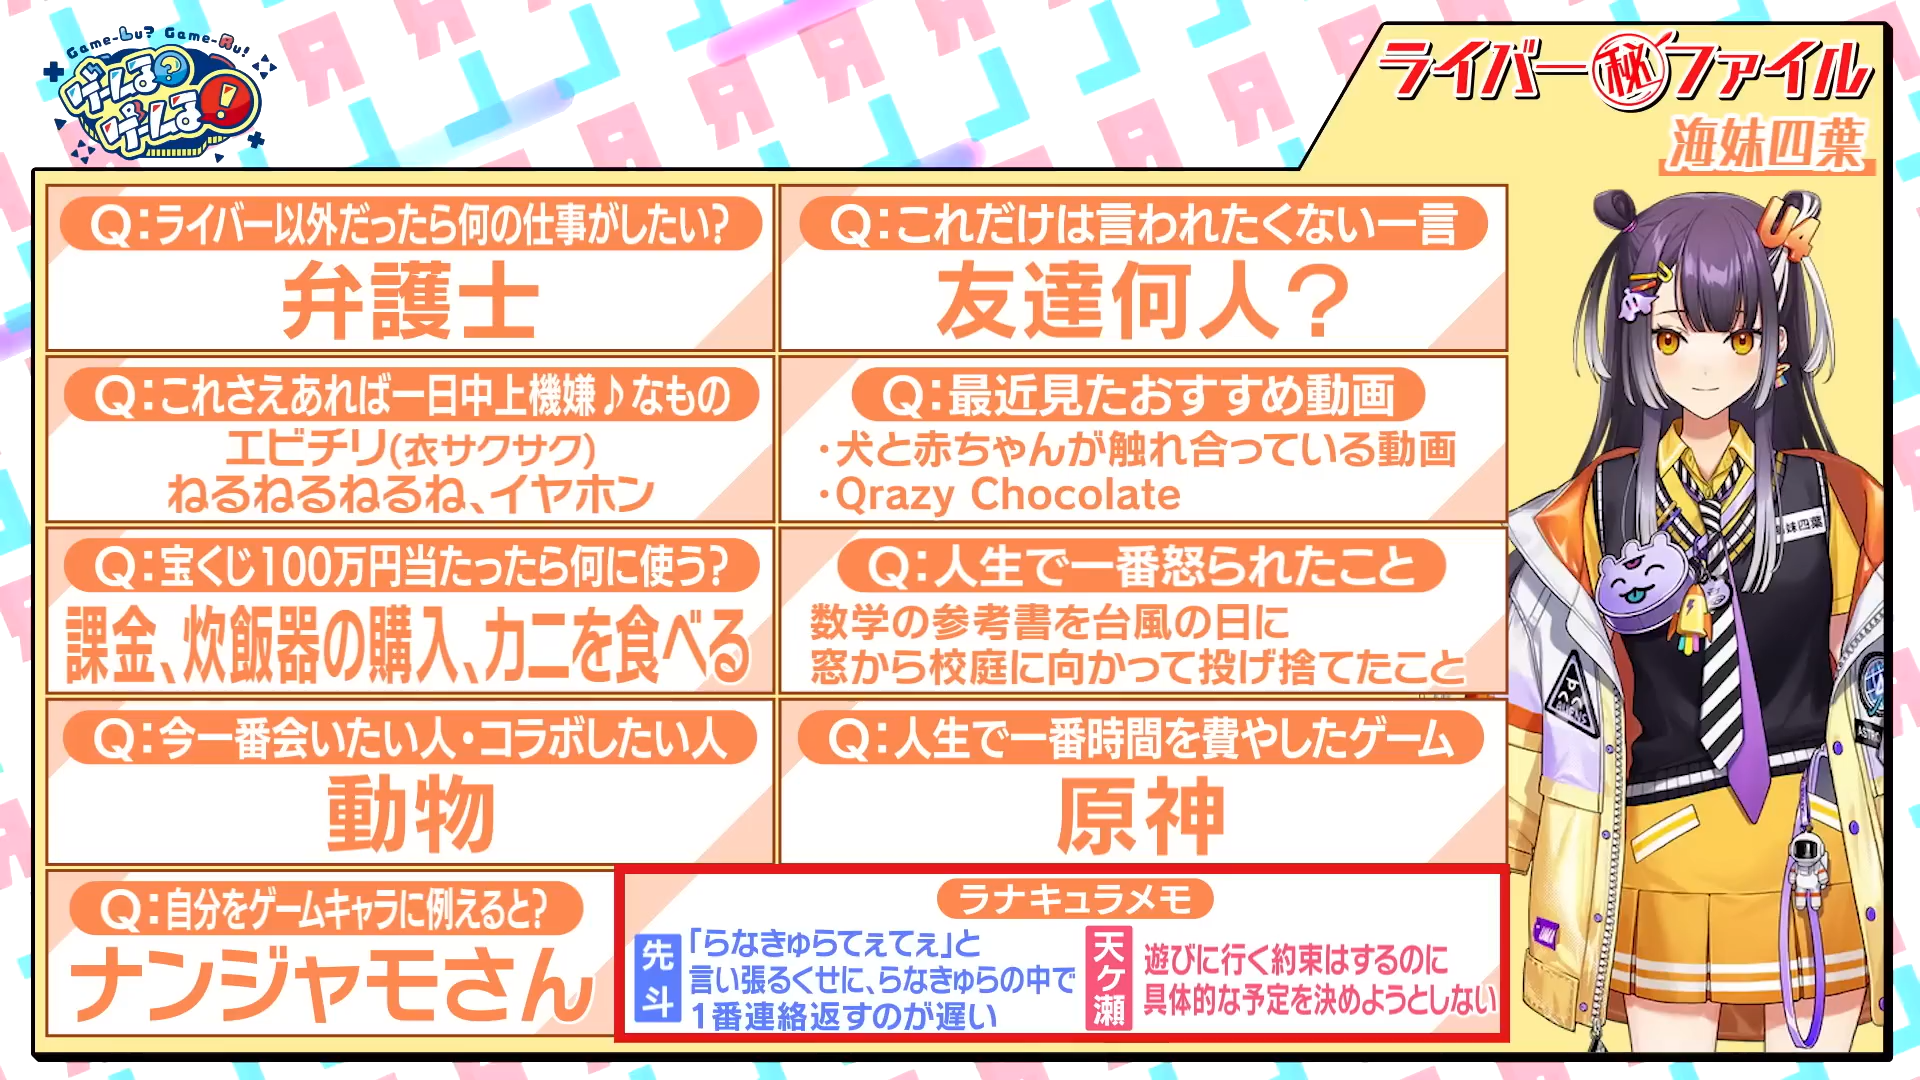 Game-Lu? Game-Ru!
ゲームる?
ゲームる!
ライバー㊙ファイル
海妹四葉
Q:ライバー以外だったら何の仕事がしたい?
弁護士
Q:これだけは言われたくない一言
友達何人?
Q:これさえあれば一日中上機嫌♪なもの
エビチリ(衣サクサク)
ねるねるねるね、イヤホン
Q:最近見たおすすめ動画
・犬と赤ちゃんが触れ合っている動画
・Qrazy Chocolate
Q:宝くじ100万円当たったら何に使う?
課金、炊飯器の購入、カニを食べる
Q:人生で一番怒られたこと
数学の参考書を台風の日に
窓から校庭に向かって投げ捨てたこと
Q:今一番会いたい人・コラボしたい人
動物
Q:人生で一番時間を費やしたゲーム
原神
Q:自分をゲームキャラに例えると?
ナンジャモさん
ラナキュラメモ
先斗
「らなきゅらてぇてぇ」と
言い張るくせに、らなきゅらの中で
1番連絡返すのが遅い
天ヶ瀬
遊びに行く約束はするのに
具体的な予定を決めようとしない
U4
海妹四葉
ALIENS
ASTRO